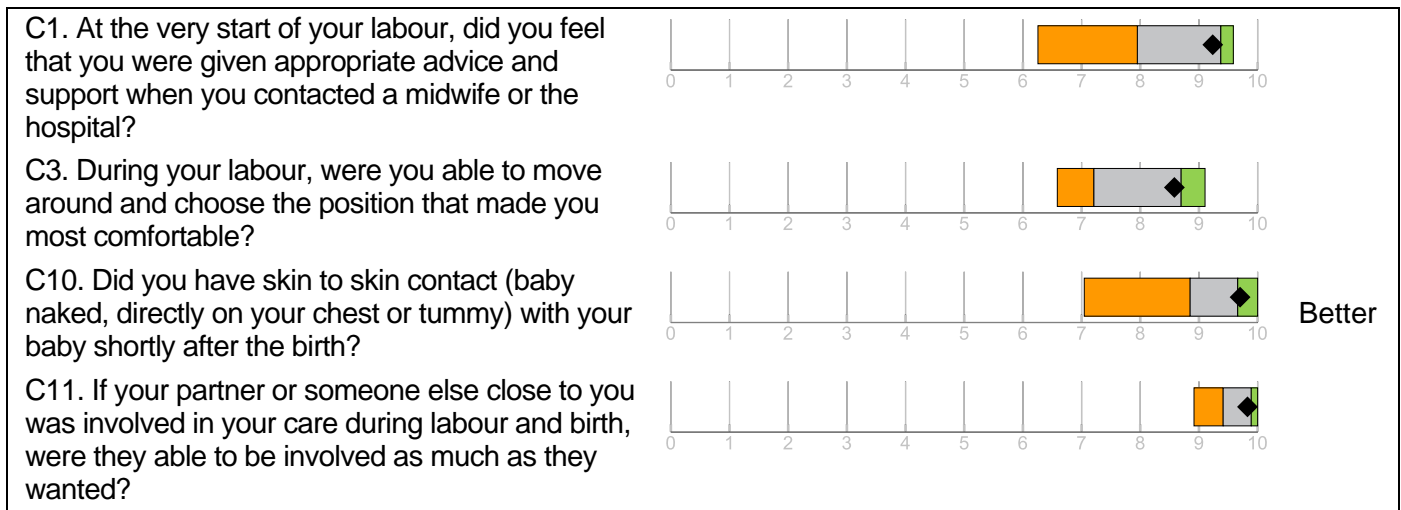 C1. At the very start of your labour, did you feel
that you were given appropriate advice and
support when you contacted a midwife or the
hospital?
0 1 2 3 4 5 6 7 8 9 10
C3. During your labour, were you able to move
around and choose the position that made you
most comfortable?
0 1 2 3 4 5 6 7 8 9 10
C10. Did you have skin to skin contact (baby
naked, directly on your chest or tummy) with your
baby shortly after the birth?
0 1 2 3 4 5 6 7 8 9 10
Better
C11. If your partner or someone else close to you
was involved in your care during labour and birth,
were they able to be involved as much as they
wanted?
0 1 2 3 4 5 6 7 8 9 10